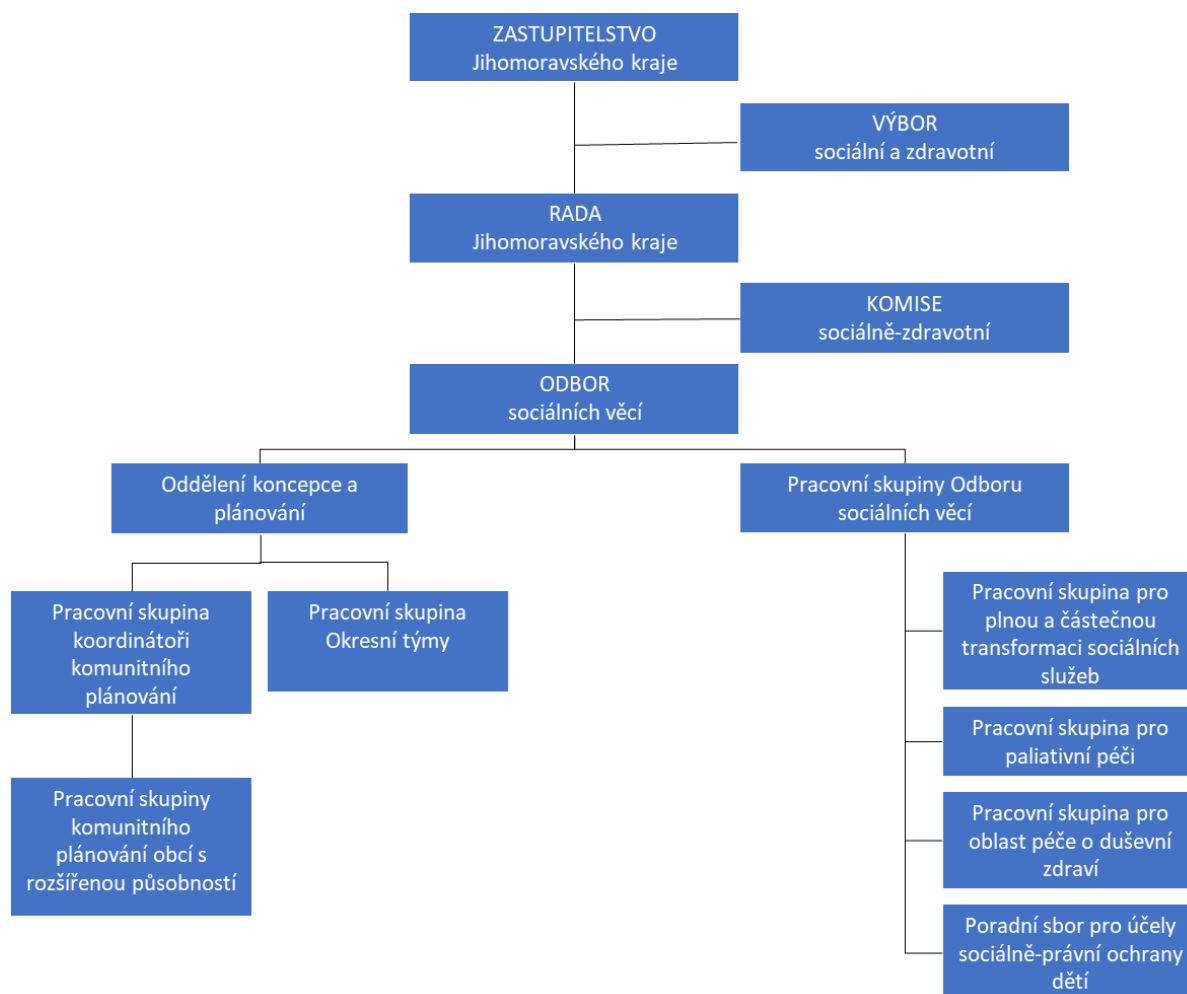 ZASTUPITELSTVO
Jihomoravského kraje
VÝBOR
sociální a zdravotní
RADA
Jihomoravského kraje
KOMISE
sociálně-zdravotní
ODBOR
sociálních věcí
Oddělení koncepce a
plánování
Pracovní skupiny Odboru
sociálních věcí
Pracovní skupina
koordinátoři
komunitního
plánování
Pracovní skupina
Okresní týmy
Pracovní skupiny
komunitního
plánování obcí s
rozšířenou působností
Pracovní skupina pro
plnou a částečnou
transformaci sociálních
služeb
Pracovní skupina pro
paliativní péči
Pracovní skupina pro
oblast péče o duševní
zdraví
Poradní sbor pro účely
sociálně-právní ochrany
dětí